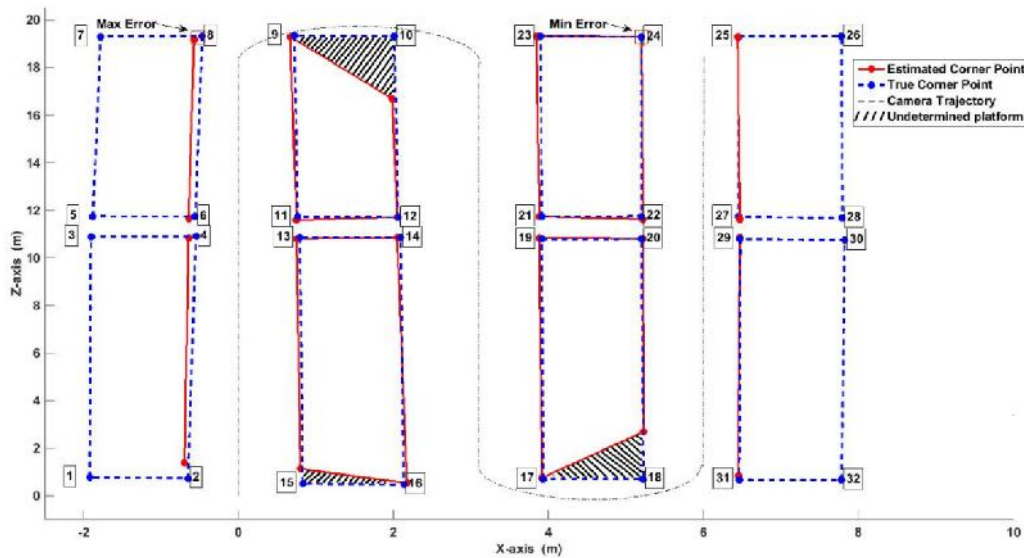 20
18
16
14
12
10
8
6
4
2
0
Z-axis (m)
-2 0 2 4 6 8 10
X-axis (m)
Max Error
Min Error
7 8 9 10 23 24 25 26
5 6 11 12 21 22 27 28
3 4 13 14 19 20 29 30
1 2 15 16 17 18 31 32
Estimated Corner Point
True Corner Point
Camera Trajectory
Undetermined platform